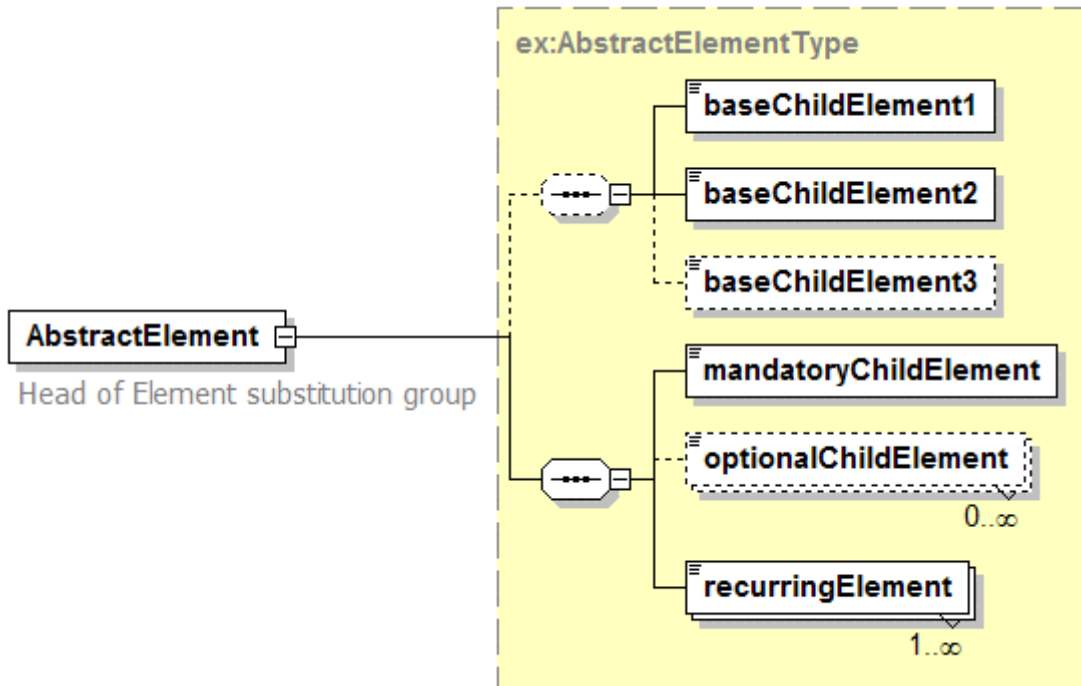 ex:AbstractElementType
baseChildElement1
baseChildElement2
baseChildElement3
AbstractElement
Head of Element substitution group
mandatoryChildElement
optionalChildElement
0..∞
recurringElement
1..∞